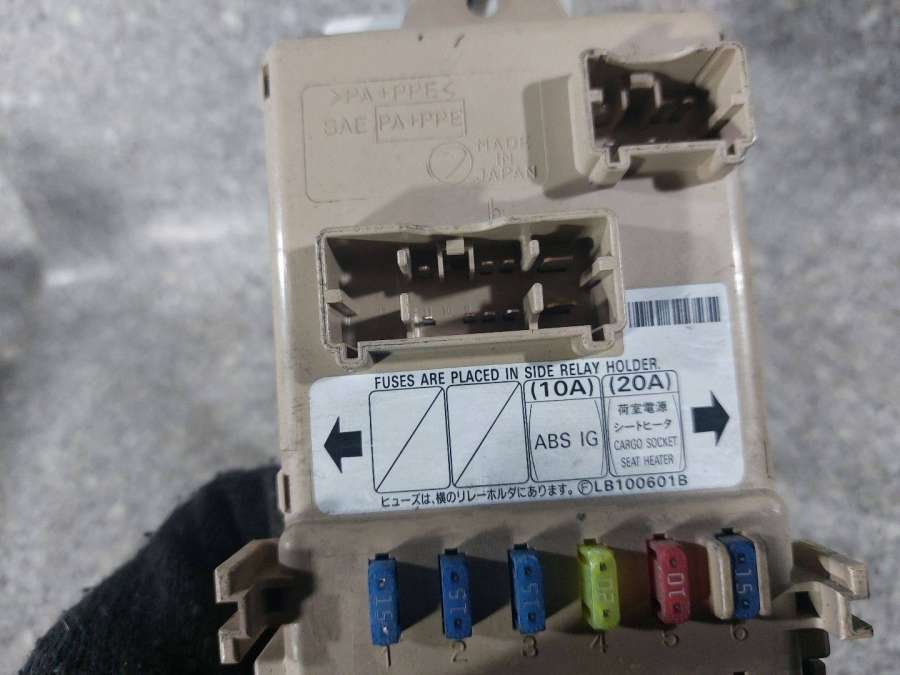 >PA+PPE<
SAE PA+PPE
MADE
IN
JAPAN
b
FUSES ARE PLACED IN SIDE RELAY HOLDER.
(10A) (20A)
ABS IG
荷室電源
シートヒータ
CARGO SOCKET
SEAT HEATER
ヒューズは、横のリレーホルダにあります。 ⒻLB100601B
15 15 15 20 10 15
1 2 3 4 5 6